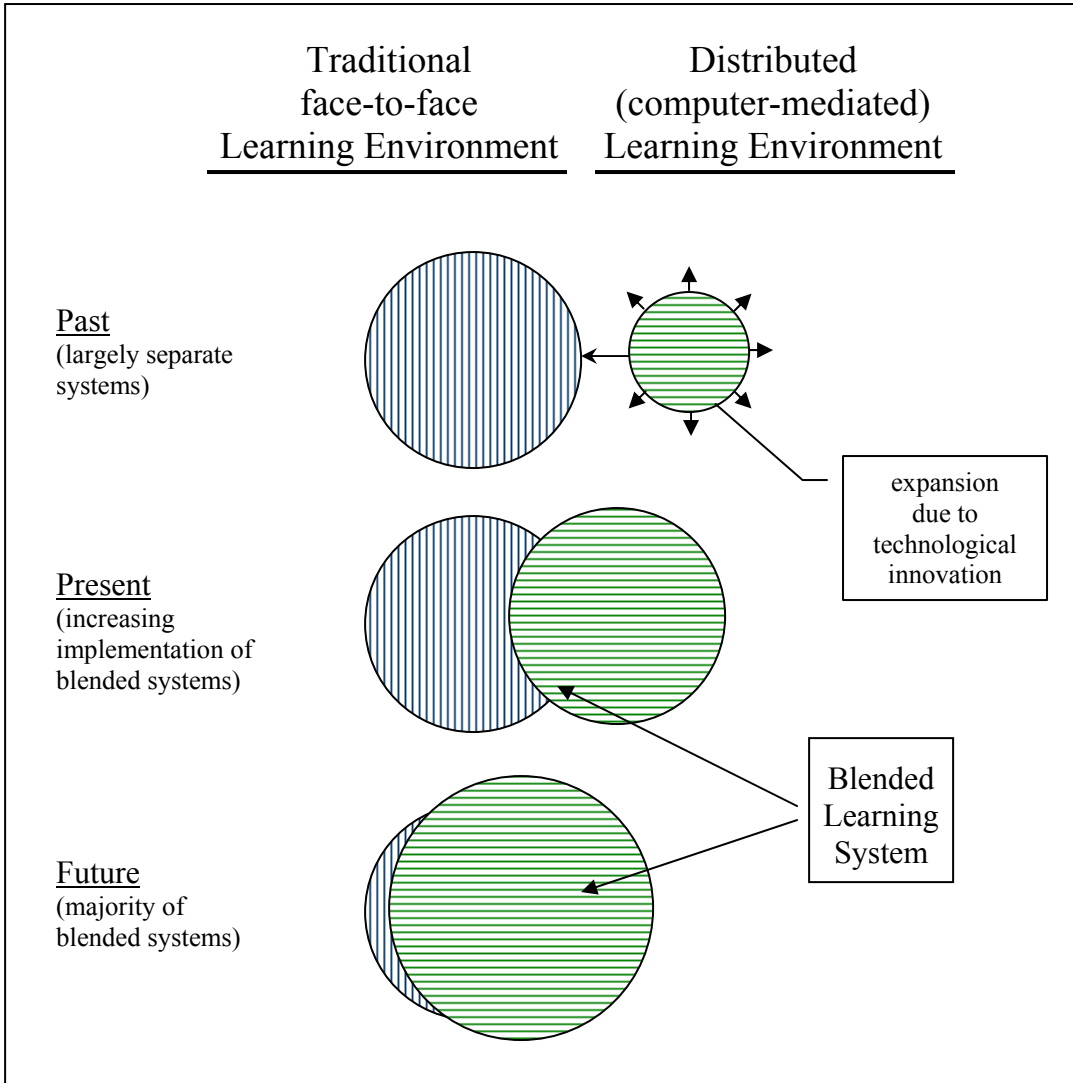 Traditional
face-to-face
Learning Environment
Distributed
(computer-mediated)
Learning Environment
Past
(largely separate
systems)
expansion
due to
technological
innovation
Present
(increasing
implementation of
blended systems)
Blended
Learning
System
Future
(majority of
blended systems)